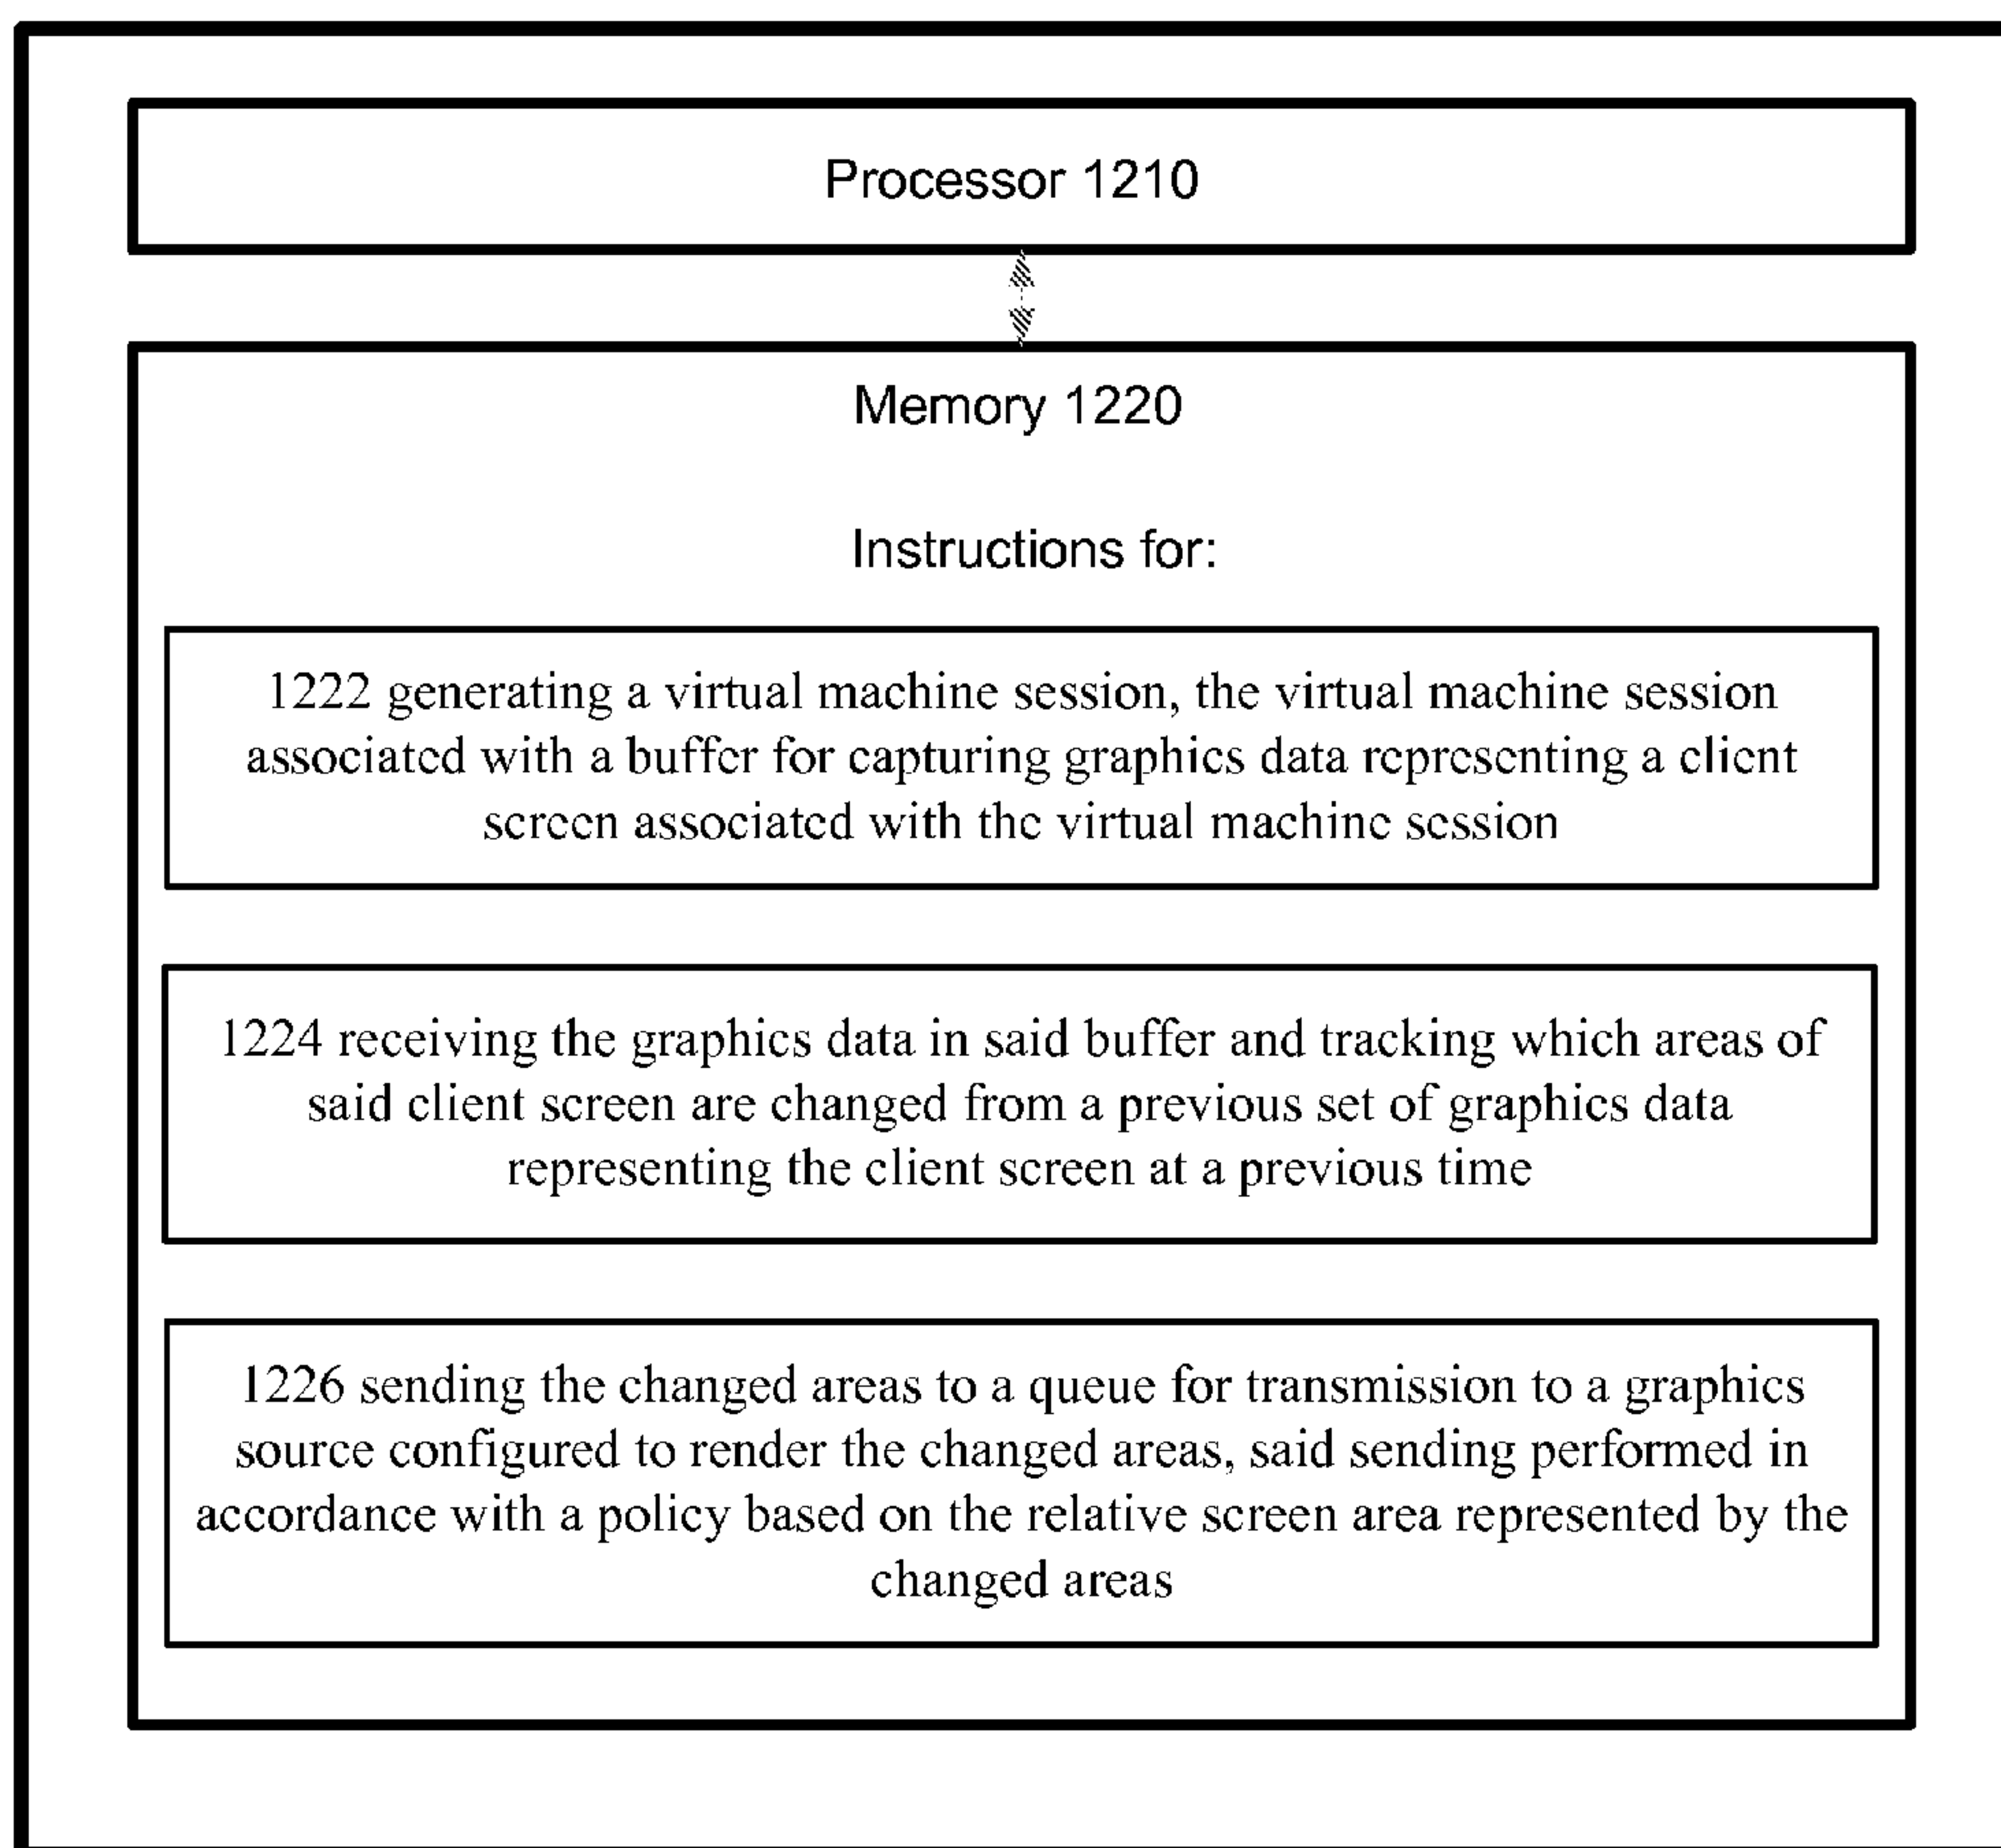 Processor 1210
Memory 1220
Instructions for:
1222 generating a virtual machine session, the virtual machine session
associated with a buffer for capturing graphics data representing a client
screen associated with the virtual machine session
1224 receiving the graphics data in said buffer and tracking which areas of
said client screen are changed from a previous set of graphics data
representing the client screen at a previous time
1226 sending the changed areas to a queue for transmission to a graphics
source configured to render the changed areas, said sending performed in
accordance with a policy based on the relative screen area represented by the
changed areas